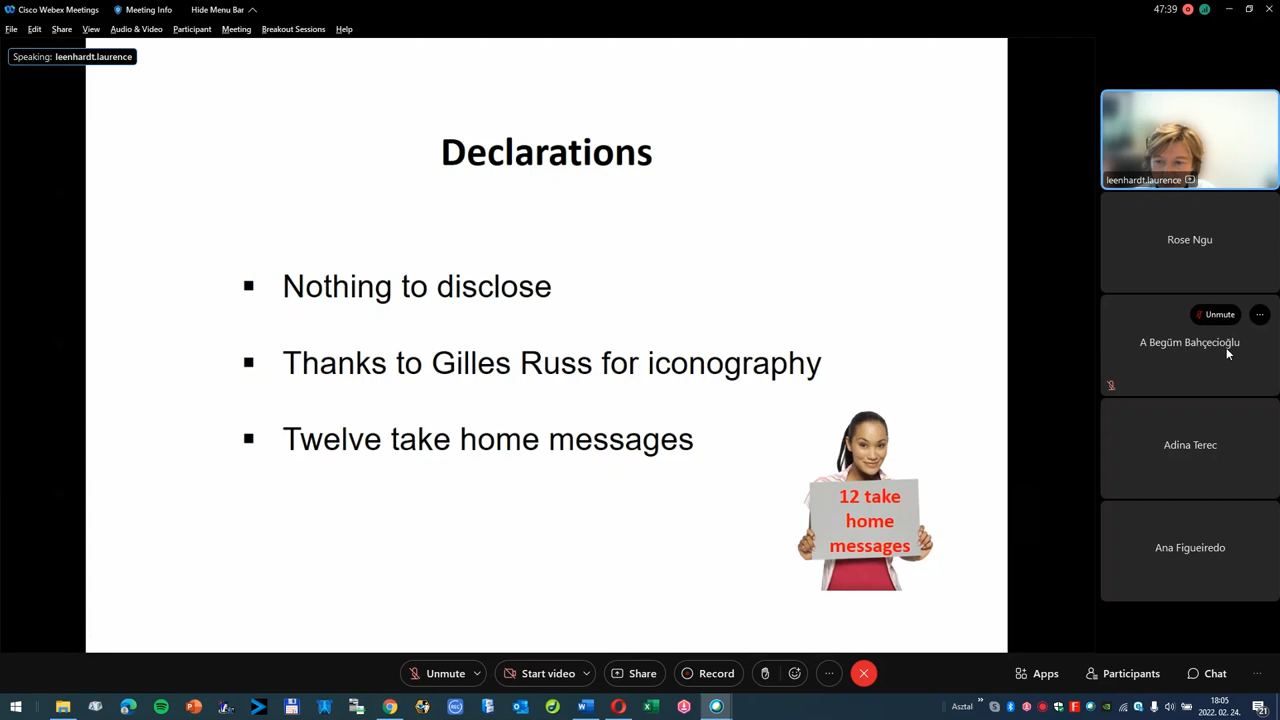 Cisco Webex Meetings
Meeting Info
Hide Menu Bar
47:39
File
Edit
Share
View
Audio & Video
Participant
Meeting
Breakout Sessions
Help
Speaking: leenhardt.laurence
Declarations
Nothing to disclose
Thanks to Gilles Russ for iconography
Twelve take home messages
12 take
home
messages
leenhardt.laurence
Rose Ngu
Unmute
A Begüm Bahçecioğlu
Adina Terec
Ana Figueiredo
Unmute
Start video
Share
Record
Apps
Participants
Chat
Asztal
18:05
2022. 02. 24.